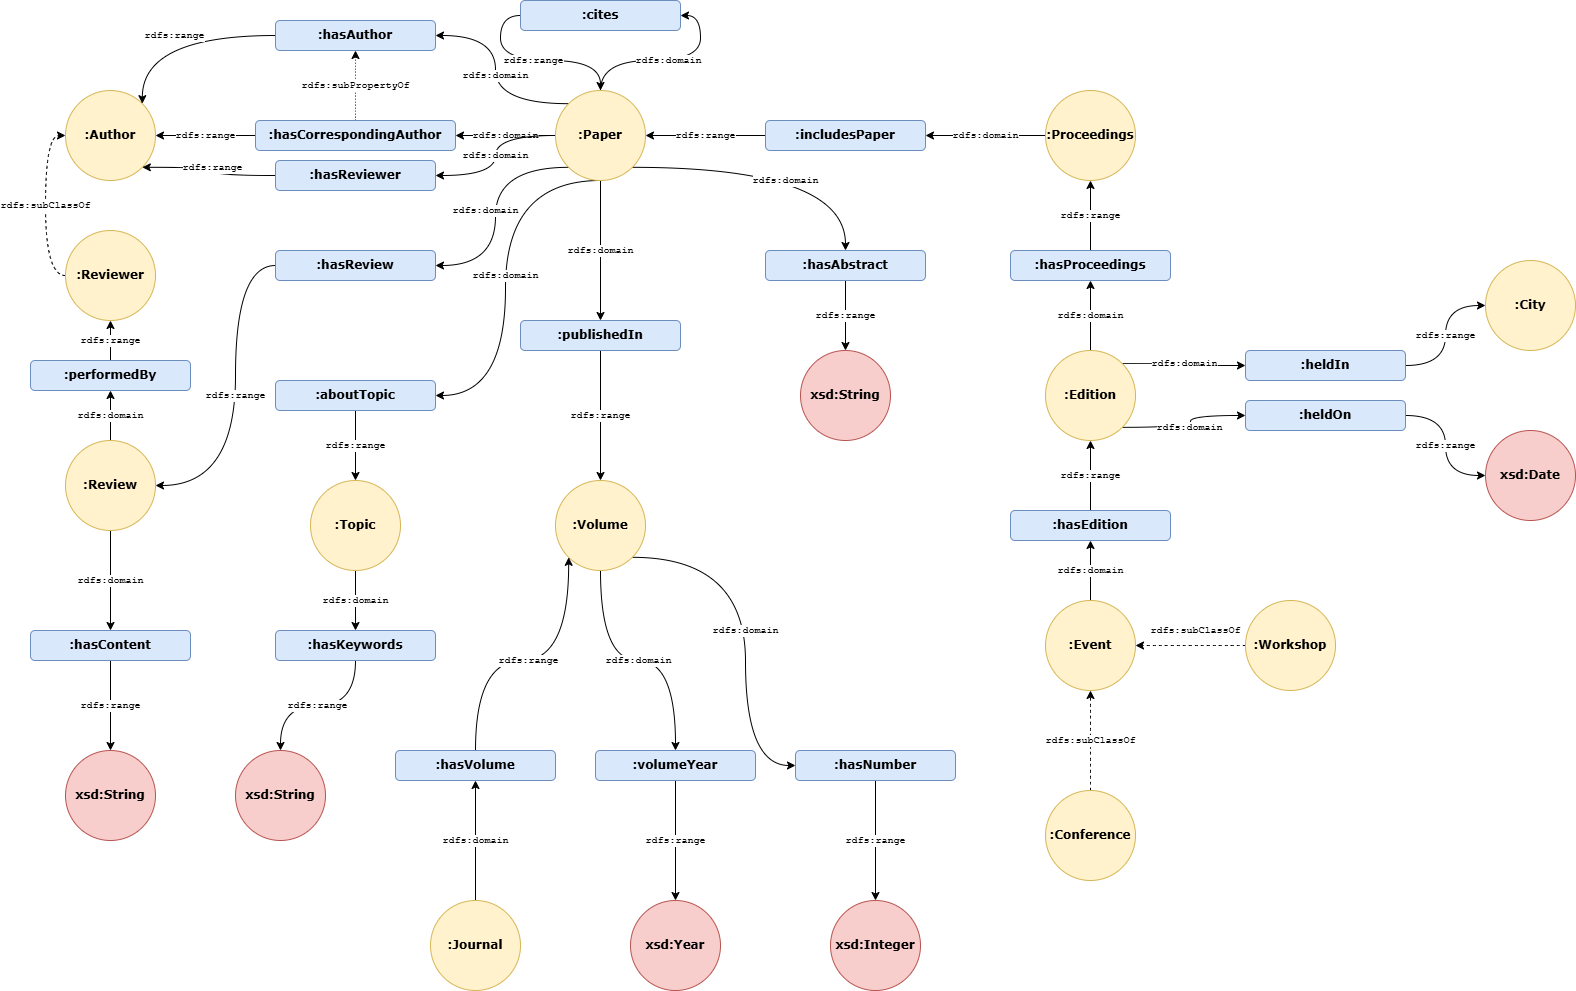 :cites
:hasAuthor
rdfs:range
rdfs:domain
rdfs:range
rdfs:domain
rdfs:subPropertyOf
:Author
rdfs:range
:hasCorrespondingAuthor
rdfs:domain
:Paper
rdfs:range
:includesPaper
rdfs:domain
:Proceedings
rdfs:domain
rdfs:range
:hasReviewer
rdfs:domain
rdfs:subClassOf
rdfs:domain
rdfs:range
rdfs:domain
:Reviewer
:hasReview
rdfs:domain
:hasAbstract
:hasProceedings
:City
rdfs:range
rdfs:range
rdfs:domain
:publishedIn
rdfs:range
rdfs:domain
:heldIn
:performedBy
rdfs:range
:aboutTopic
xsd:String
:Edition
rdfs:domain
rdfs:range
rdfs:domain
:heldOn
rdfs:range
rdfs:range
rdfs:range
xsd:Date
:Review
:Topic
:Volume
:hasEdition
rdfs:domain
rdfs:domain
rdfs:domain
:hasContent
:hasKeywords
rdfs:domain
:Event
rdfs:subClassOf
:Workshop
rdfs:range
rdfs:domain
rdfs:range
rdfs:range
rdfs:subClassOf
xsd:String
xsd:String
:hasVolume
:volumeYear
:hasNumber
:Conference
rdfs:domain
rdfs:range
rdfs:range
:Journal
xsd:Year
xsd:Integer